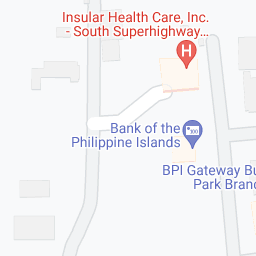 Insular Health Care, Inc.
- South Superhighway...
H
Bank of the
Philippine Islands
BPI Gateway Bu
Park Branc